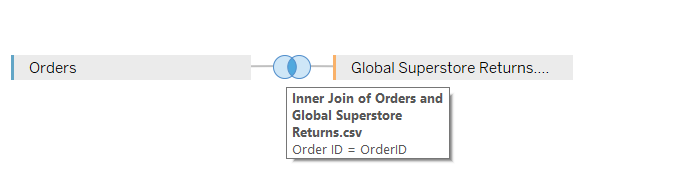 Orders
Global Superstore Returns....
Inner Join of Orders and
Global Superstore
Returns.csv
Order ID = OrderID